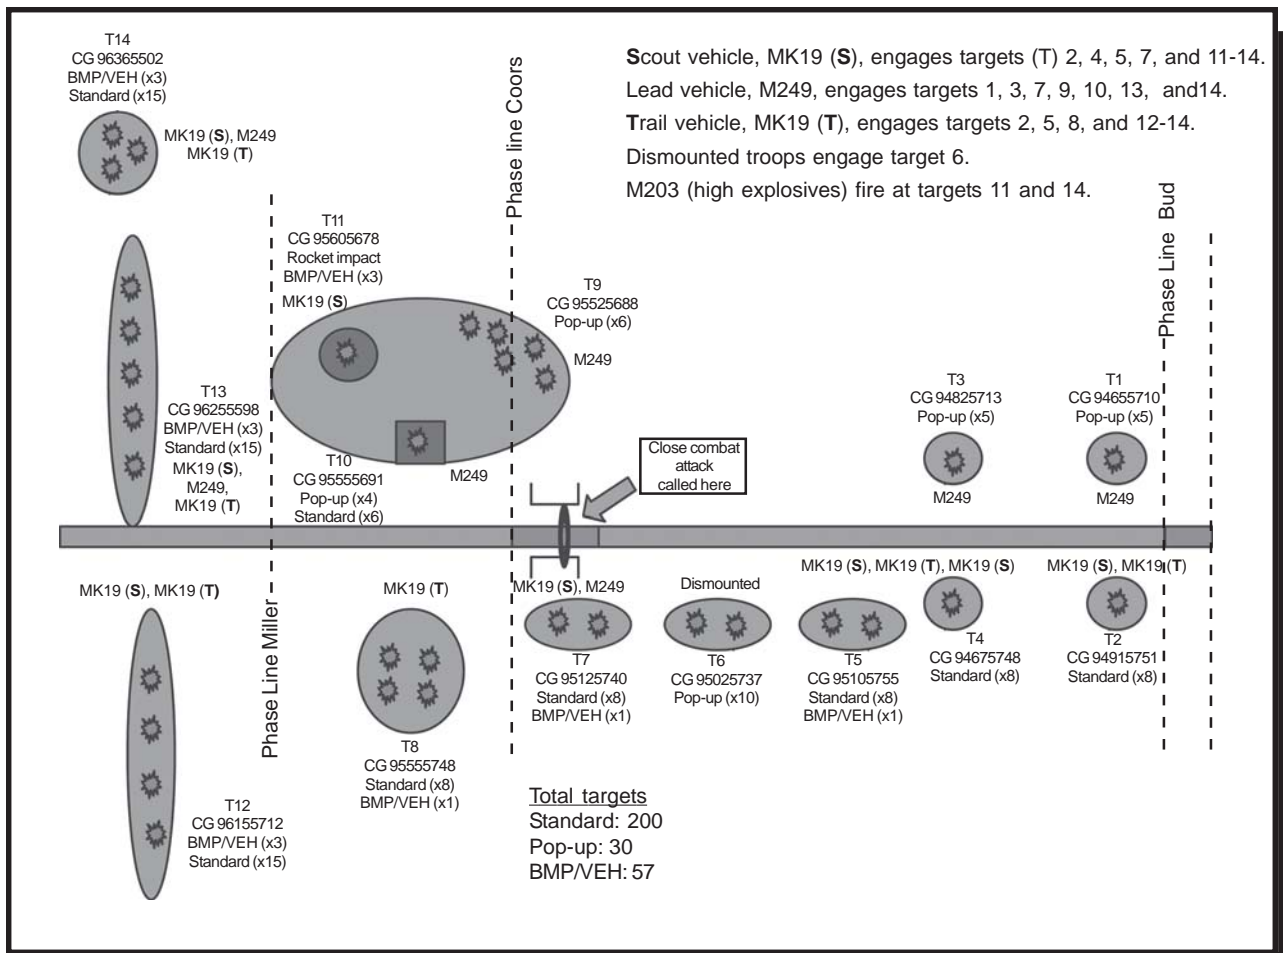 T14
CG 96365502
BMP/VEH (x3)
Standard (x15)
MK19 (S), M249
MK19 (T)
Scout vehicle, MK19 (S), engages targets (T) 2, 4, 5, 7, and 11-14.
Lead vehicle, M249, engages targets 1, 3, 7, 9, 10, 13, and14.
Trail vehicle, MK19 (T), engages targets 2, 5, 8, and 12-14.
Dismounted troops engage target 6.
M203 (high explosives) fire at targets 11 and 14.
Phase line Coors
Phase Line Bud
T11
CG 95605678
Rocket impact
BMP/VEH (x3)
MK19 (S)
T9
CG 95525688
Pop-up (x6)
M249
T13
CG 96255598
BMP/VEH (x3)
Standard (x15)
MK19 (S),
M249,
MK19 (T)
T10
CG 95555691
Pop-up (x4)
Standard (x6)
M249
Close combat
attack
called here
T3
CG 94825713
Pop-up (x5)
M249
T1
CG 94655710
Pop-up (x5)
M249
MK19 (S), MK19 (T)
T12
CG 96155712
BMP/VEH (x3)
Standard (x15)
Phase Line Miller
MK19 (T)
T8
CG 95555748
Standard (x8)
BMP/VEH (x1)
MK19 (S), M249
T7
CG 95125740
Standard (x8)
BMP/VEH (x1)
Dismounted
T6
CG 95025737
Pop-up (x10)
MK19 (S), MK19 (T), MK19 (S)
T5
CG 95105755
Standard (x8)
BMP/VEH (x1)
T4
CG 94675748
Standard (x8)
MK19 (S), MK19 (T)
T2
CG 94915751
Standard (x8)
Total targets
Standard: 200
Pop-up: 30
BMP/VEH: 57